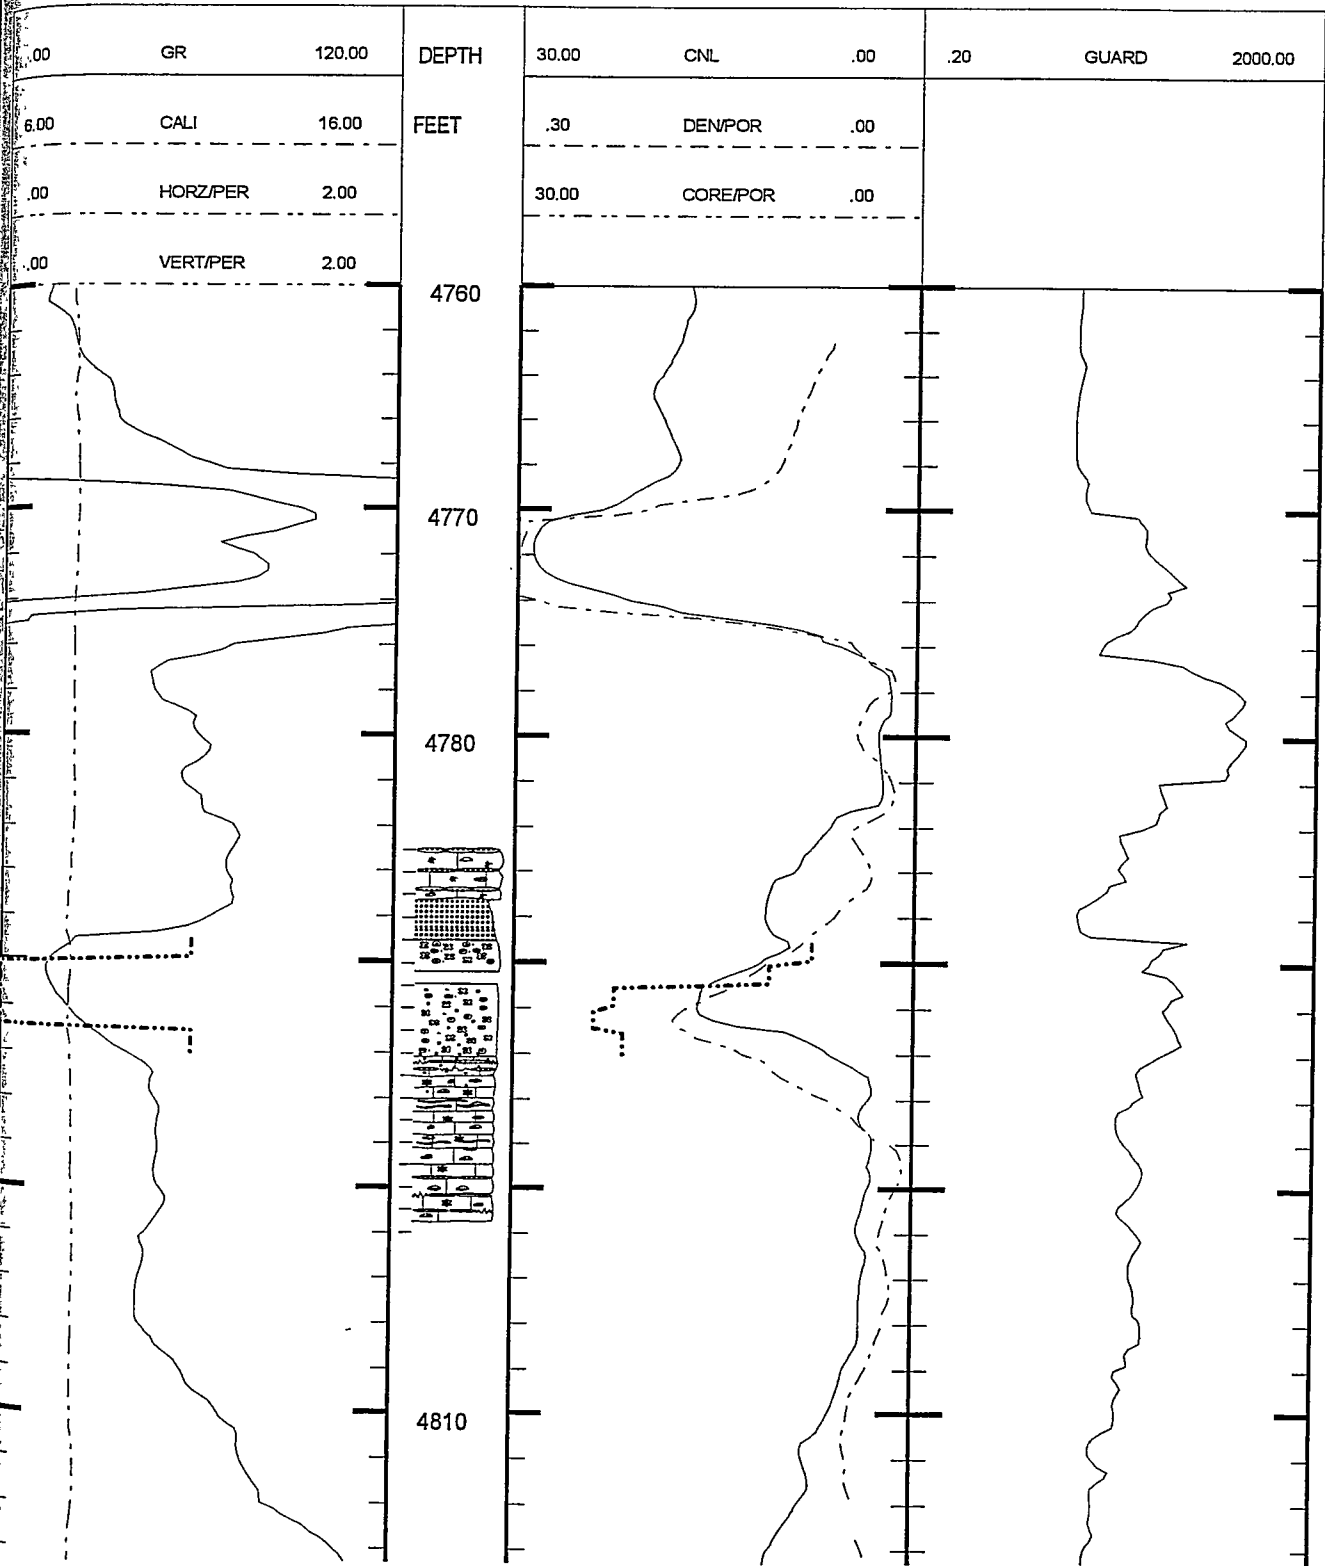 .00 GR 120.00 DEPTH 30.00 CNL .00 .20 GUARD 2000.00
6.00 CALI 16.00 FEET .30 DEN/POR .00
.00 HORZ/PER 2.00 30.00 CORE/POR .00
.00 VERT/PER 2.00
4760
4770
4780
4810